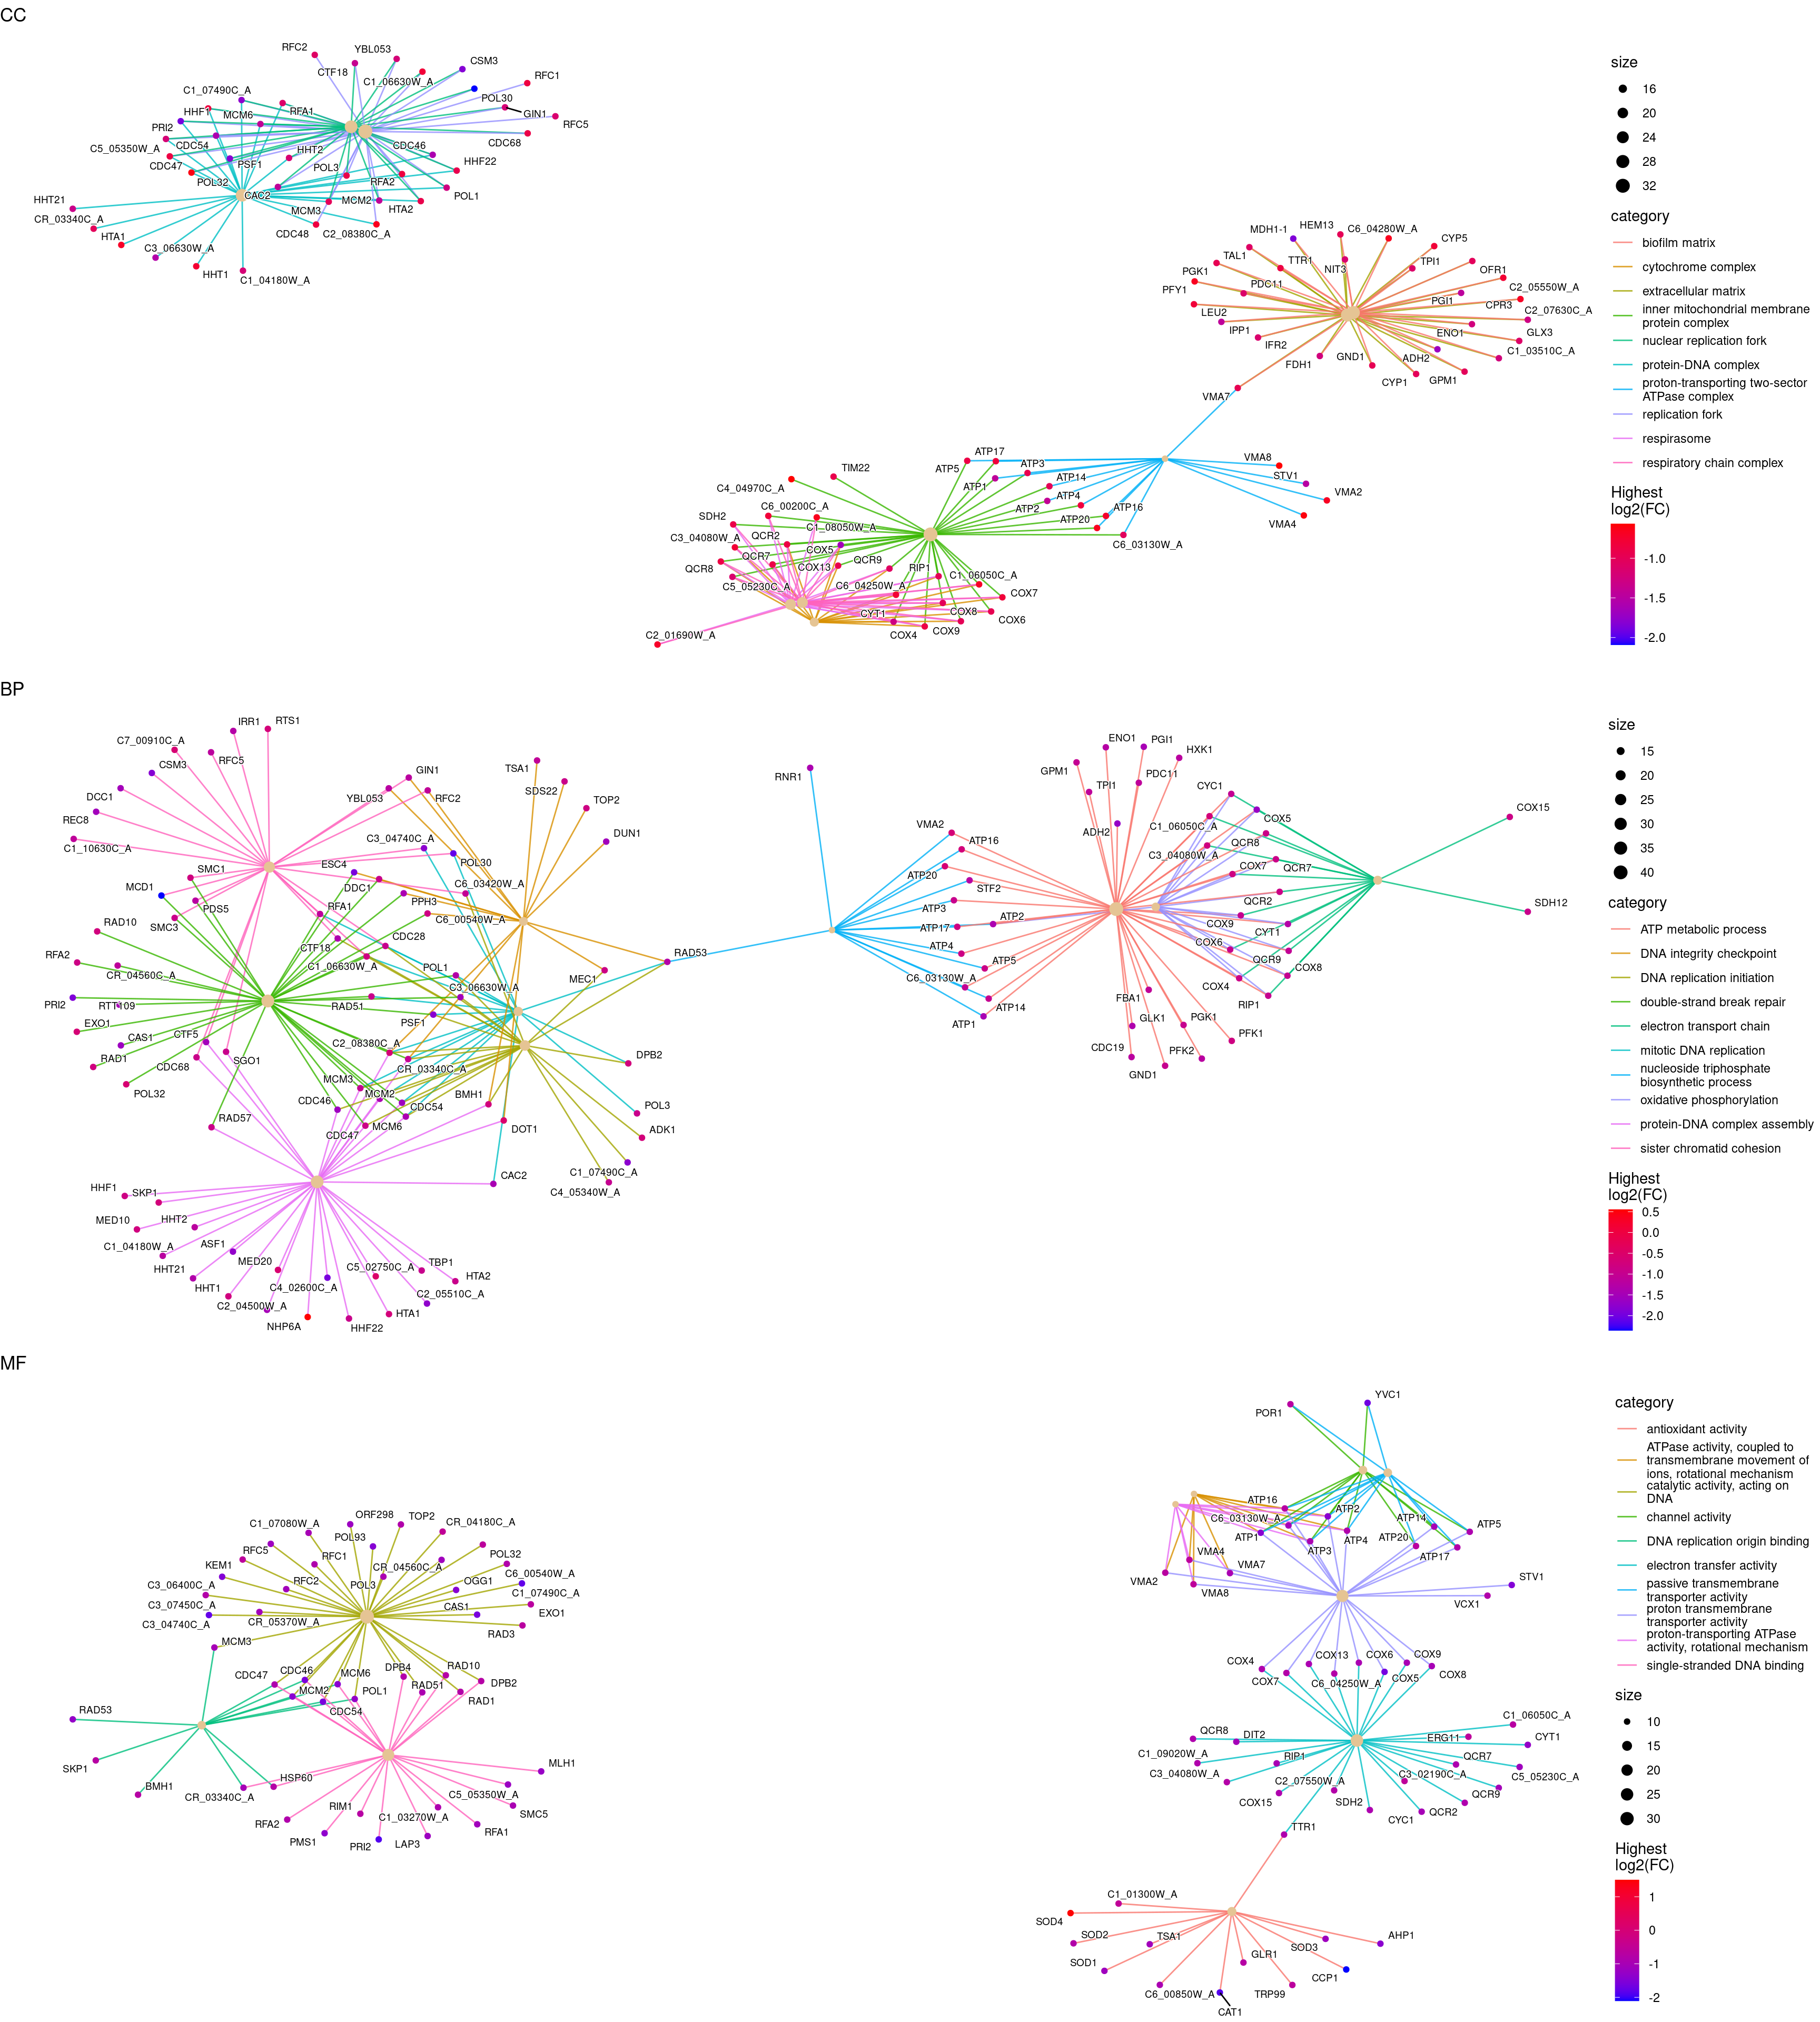 CC
RFC2
YBL053
CTF18
C1_06630W_A
CSM3
RFC1
C1_07490C_A
POL30
HHF1
MCM6
RFA1
GIN1
RFC5
PRI2
CDC68
C5_05350W_A
CDC54
CDC46
HHT2
CDC47
PSF1
POL3
HHF22
POL32
RFA2
CAC2
POL1
HHT21
MCM3
MCM2
HTA2
CR_03340C_A
CDC48
C2_08380C_A
HTA1
C3_06630W_A
HHT1
C1_04180W_A
MDH1-1
HEM13
C6_04280W_A
CYP5
TAL1
TTR1
NIT3
TPI1
PGK1
OFR1
PFY1
PDC11
C2_05550W_A
PGI1
CPR3
LEU2
C2_07630C_A
IPP1
ENO1
GLX3
IFR2
C1_03510C_A
FDH1
GND1
ADH2
CYP1
GPM1
VMA7
ATP17
ATP5
ATP3
VMA8
TIM22
ATP1
ATP14
STV1
C4_04970C_A
ATP4
VMA2
C6_00200C_A
ATP2
ATP16
SDH2
C1_08050W_A
ATP20
VMA4
C3_04080W_A
QCR2
COX5
C6_03130W_A
QCR7
COX13
QCR9
QCR8
RIP1
C1_06050C_A
C5_05230C_A
C6_04250W_A
COX7
CYT1
COX8
COX6
COX4
COX9
C2_01690W_A
size
16
20
24
28
32
category
biofilm matrix
cytochrome complex
extracellular matrix
inner mitochondrial membrane
protein complex
nuclear replication fork
protein-DNA complex
proton-transporting two-sector
ATPase complex
replication fork
respirasome
respiratory chain complex
Highest
log2(FC)
-1.0
-1.5
-2.0
BP
IRR1
RTS1
C7_00910C_A
CSM3
RFC5
DCC1
GIN1
YBL053
RFC2
REC8
C1_10630C_A
C3_04740C_A
SMC1
ESC4
POL30
MCD1
DDC1
C6_03420W_A
PDS5
PPH3
RAD10
SMC3
RFA1
C6_00540W_A
CTF18
CDC28
RFA2
CR_04560C_A
C1_06630W_A
POL1
PRI2
RTT109
RAD51
C3_06630W_A
EXO1
CAS1
CTF5
PSF1
RAD1
CDC68
SGO1
C2_08380C_A
CR_03340C_A
POL32
MCM3
MCM2
BMH1
CDC46
CDC54
RAD57
CDC47
MCM6
DOT1
CAC2
TSA1
SDS22
TOP2
DUN1
RAD53
MEC1
DPB2
POL3
ADK1
C1_07490C_A
C4_05340W_A
HHF1
SKP1
MED10
HHT2
C1_04180W_A
ASF1
MED20
HHT21
HHT1
C4_02600C_A
C5_02750C_A
TBP1
HTA2
C2_05510C_A
C2_04500W_A
NHP6A
HTA1
HHF22
RNR1
VMA2
ATP16
ATP20
STF2
ATP3
ATP17
ATP2
ATP4
ATP5
C6_03130W_A
ATP14
ATP1
ENO1
PGI1
HXK1
GPM1
TPI1
PDC11
CYC1
ADH2
C1_06050C_A
COX5
COX15
QCR8
C3_04080W_A
COX7
QCR7
QCR2
SDH12
COX9
CYT1
COX6
QCR9
COX8
COX4
RIP1
FBA1
GLK1
PGK1
PFK1
CDC19
PFK2
GND1
size
15
20
25
30
35
40
category
ATP metabolic process
DNA integrity checkpoint
DNA replication initiation
double-strand break repair
electron transport chain
mitotic DNA replication
nucleoside triphosphate
biosynthetic process
oxidative phosphorylation
protein-DNA complex assembly
sister chromatid cohesion
Highest
log2(FC)
0.5
0.0
-0.5
-1.0
-1.5
-2.0
MF
ORF298
TOP2
C1_07080W_A
POL93
CR_04180C_A
RFC5
RFC1
POL32
KEM1
CR_04560C_A
C6_00540W_A
C3_06400C_A
RFC2
POL3
OGG1
C1_07490C_A
C3_07450C_A
CAS1
EXO1
C3_04740C_A
CR_05370W_A
RAD3
MCM3
CDC47
CDC46
MCM6
DPB4
RAD10
DPB2
MCM2
POL1
RAD51
RAD1
RAD53
CDC54
SKP1
BMH1
CR_03340C_A
HSP60
MLH1
RIM1
C1_03270W_A
C5_05350W_A
SMC5
RFA2
RFA1
PMS1
PRI2
LAP3
YVC1
POR1
ATP16
ATP2
C6_03130W_A
ATP14
ATP5
ATP1
ATP3
ATP4
ATP20
ATP17
VMA4
VMA7
VMA2
VMA8
STV1
VCX1
COX4
COX13
COX6
COX9
COX7
C6_04250W_A
COX5
COX8
C1_06050C_A
QCR8
DIT2
ERG11
CYT1
C1_09020W_A
RIP1
QCR7
C3_04080W_A
C2_07550W_A
C3_02190C_A
C5_05230C_A
COX15
SDH2
QCR9
CYC1
QCR2
TTR1
C1_01300W_A
SOD4
SOD2
TSA1
SOD3
AHP1
SOD1
GLR1
CCP1
C6_00850W_A
TRP99
CAT1
category
antioxidant activity
ATPase activity, coupled to
transmembrane movement of
ions, rotational mechanism
catalytic activity, acting on
DNA
channel activity
DNA replication origin binding
electron transfer activity
passive transmembrane
transporter activity
proton transmembrane
transporter activity
proton-transporting ATPase
activity, rotational mechanism
single-stranded DNA binding
size
10
15
20
25
30
Highest
log2(FC)
1
0
-1
-2